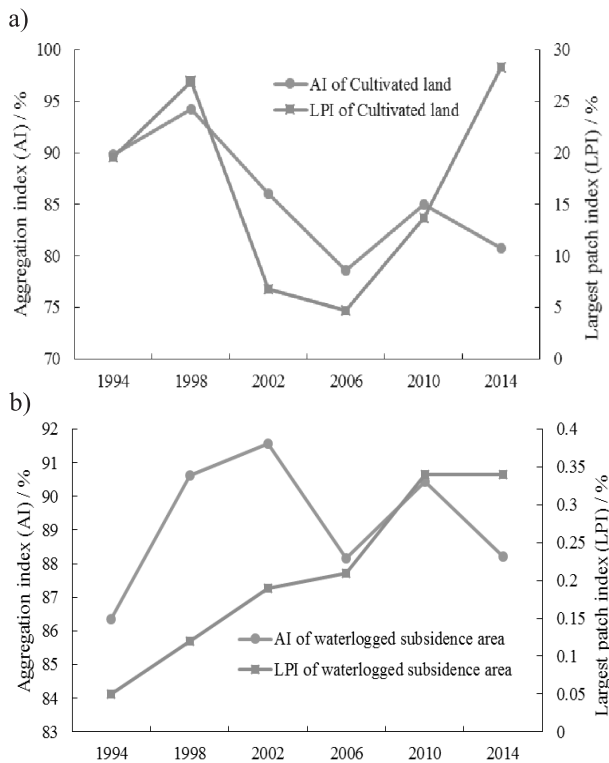 a)
Aggregation index (AI) / %
100
95
90
85
80
75
70
AI of Cultivated land
LPI of Cultivated land
30
25
20
15
10
5
0
Largest patch index (LPI) / %
1994 1998 2002 2006 2010 2014
b)
Aggregation index (AI) / %
92
91
90
89
88
87
86
85
84
83
AI of waterlogged subsidence area
LPI of waterlogged subsidence area
0.4
0.35
0.3
0.25
0.2
0.15
0.1
0.05
0
Largest patch index (LPI) / %
1994 1998 2002 2006 2010 2014